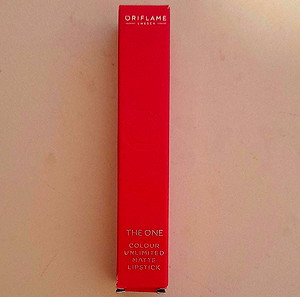 ORIFLAME
SWEDEN
THE ONE
COLOUR
UNLIMITED
MATTE
LIPSTICK